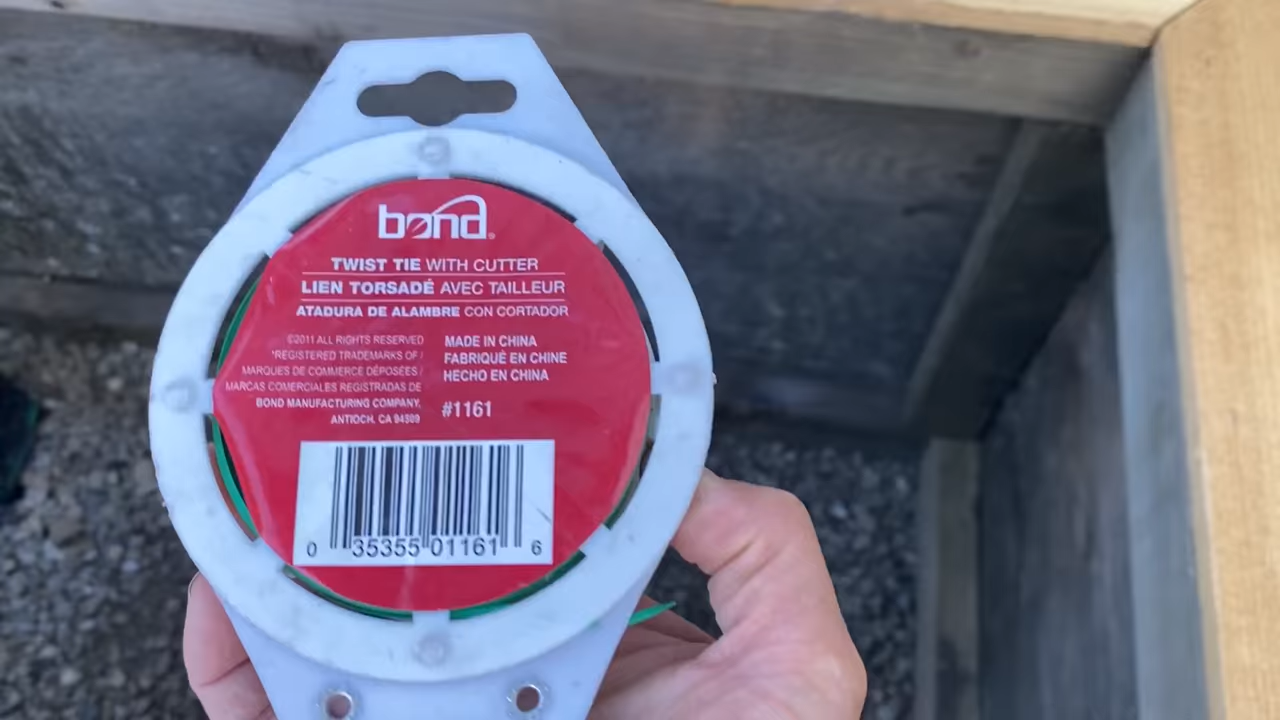 bond®
TWIST TIE WITH CUTTER
LIEN TORSADÉ AVEC TAILLEUR
ATADURA DE ALAMBRE CON CORTADOR
©2011 ALL RIGHTS RESERVED
*REGISTERED TRADEMARKS OF /
MARQUES DE COMMERCE DÉPOSÉES /
MARCAS COMERCIALES REGISTRADAS DE
BOND MANUFACTURING COMPANY,
ANTIOCH, CA 94509
MADE IN CHINA
FABRIQUÉ EN CHINE
HECHO EN CHINA
#1161
0 35355 01161 6